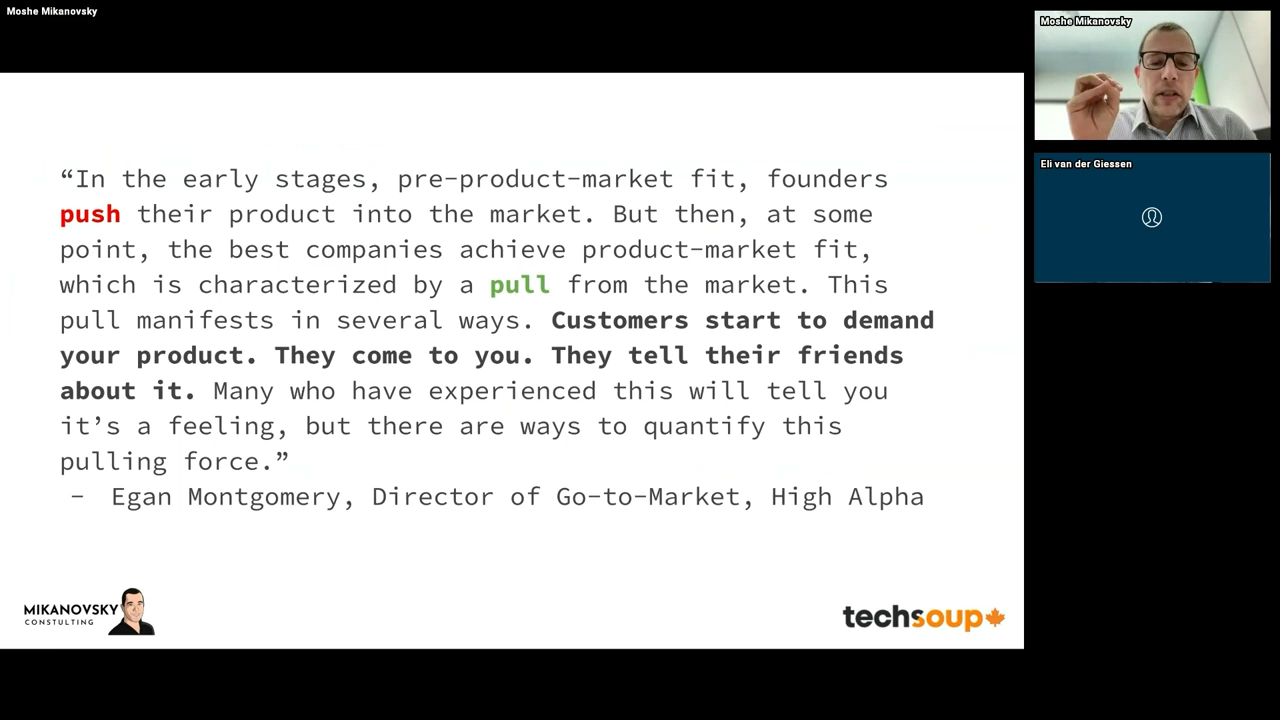 Moshe Mikanovsky
Moshe Mikanovsky
Eli van der Giessen
“In the early stages, pre-product-market fit, founders
push their product into the market. But then, at some
point, the best companies achieve product-market fit,
which is characterized by a pull from the market. This
pull manifests in several ways. Customers start to demand
your product. They come to you. They tell their friends
about it. Many who have experienced this will tell you
it’s a feeling, but there are ways to quantify this
pulling force.”
- Egan Montgomery, Director of Go-to-Market, High Alpha
MIKANOVSKY
CONSTULTING
techsoup